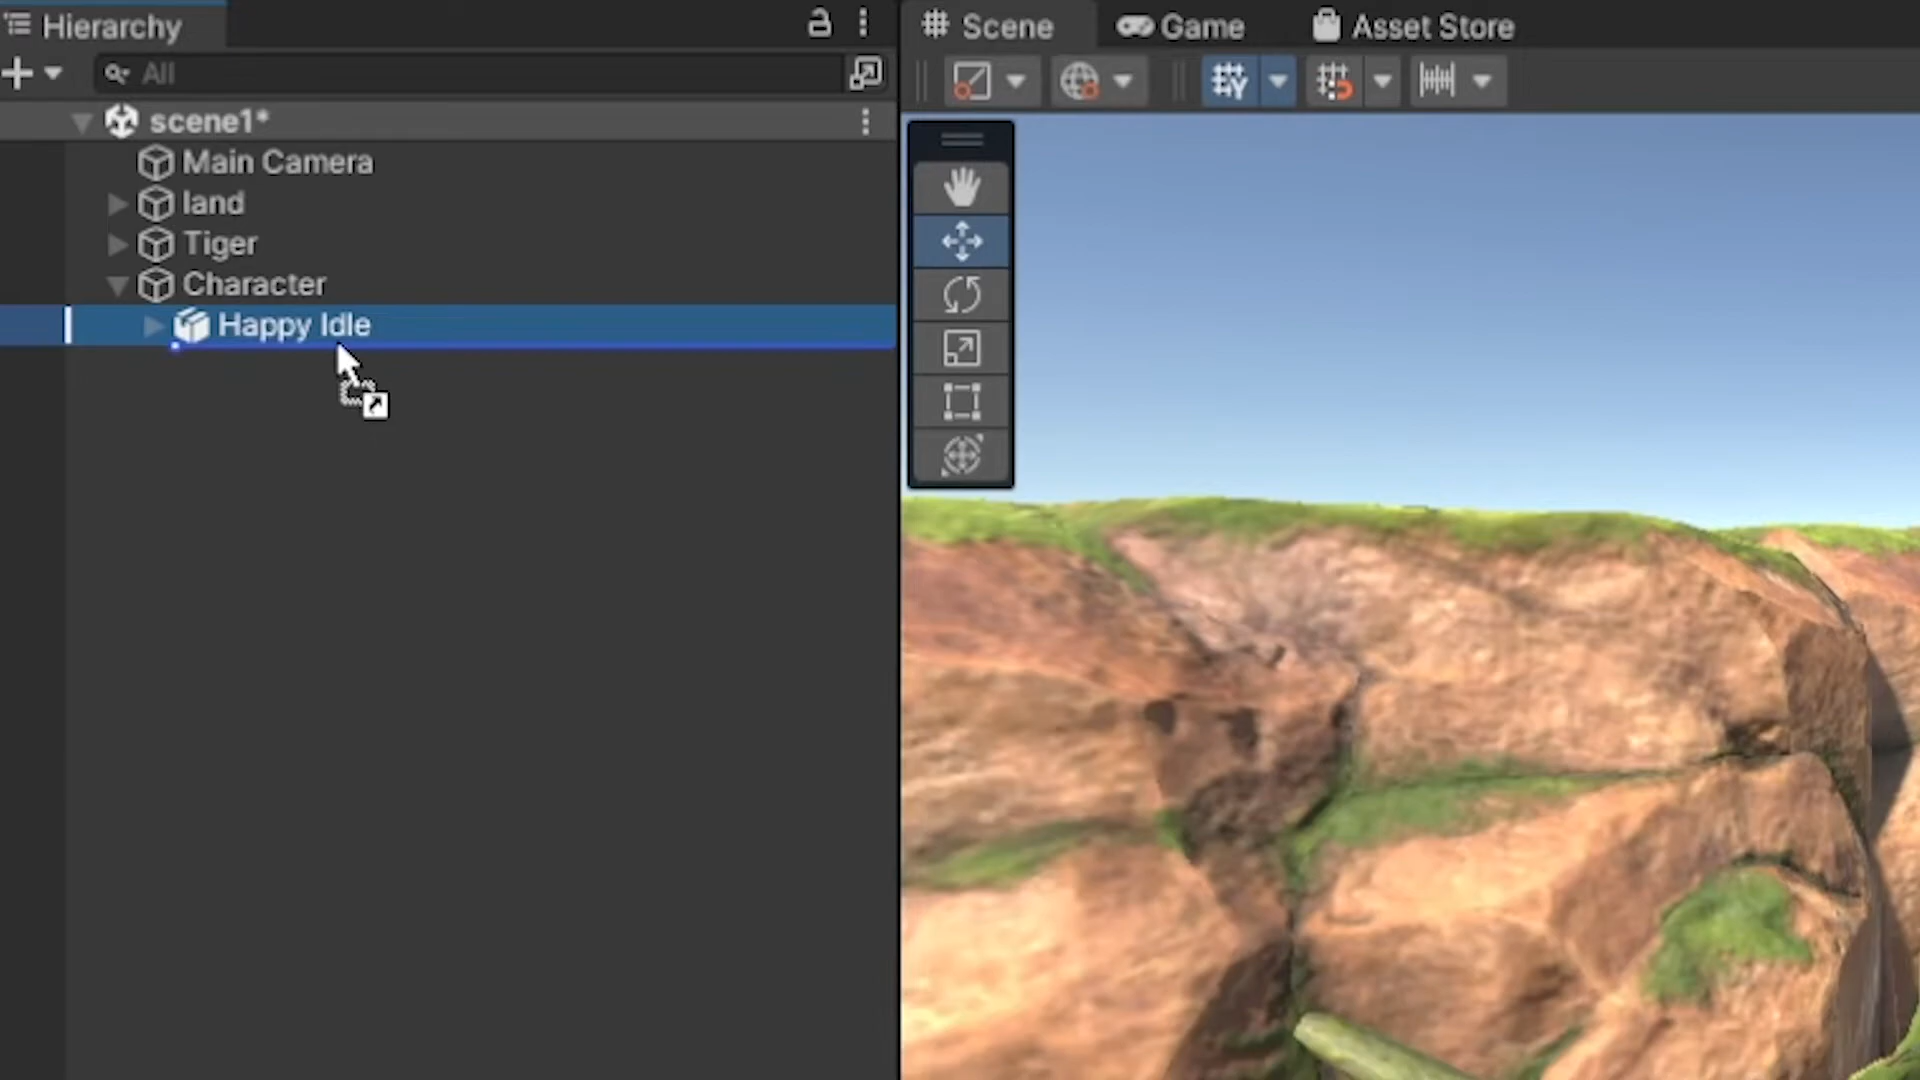 Hierarchy
All
scene1*
Main Camera
land
Tiger
Character
Happy Idle
Scene
Game
Asset Store